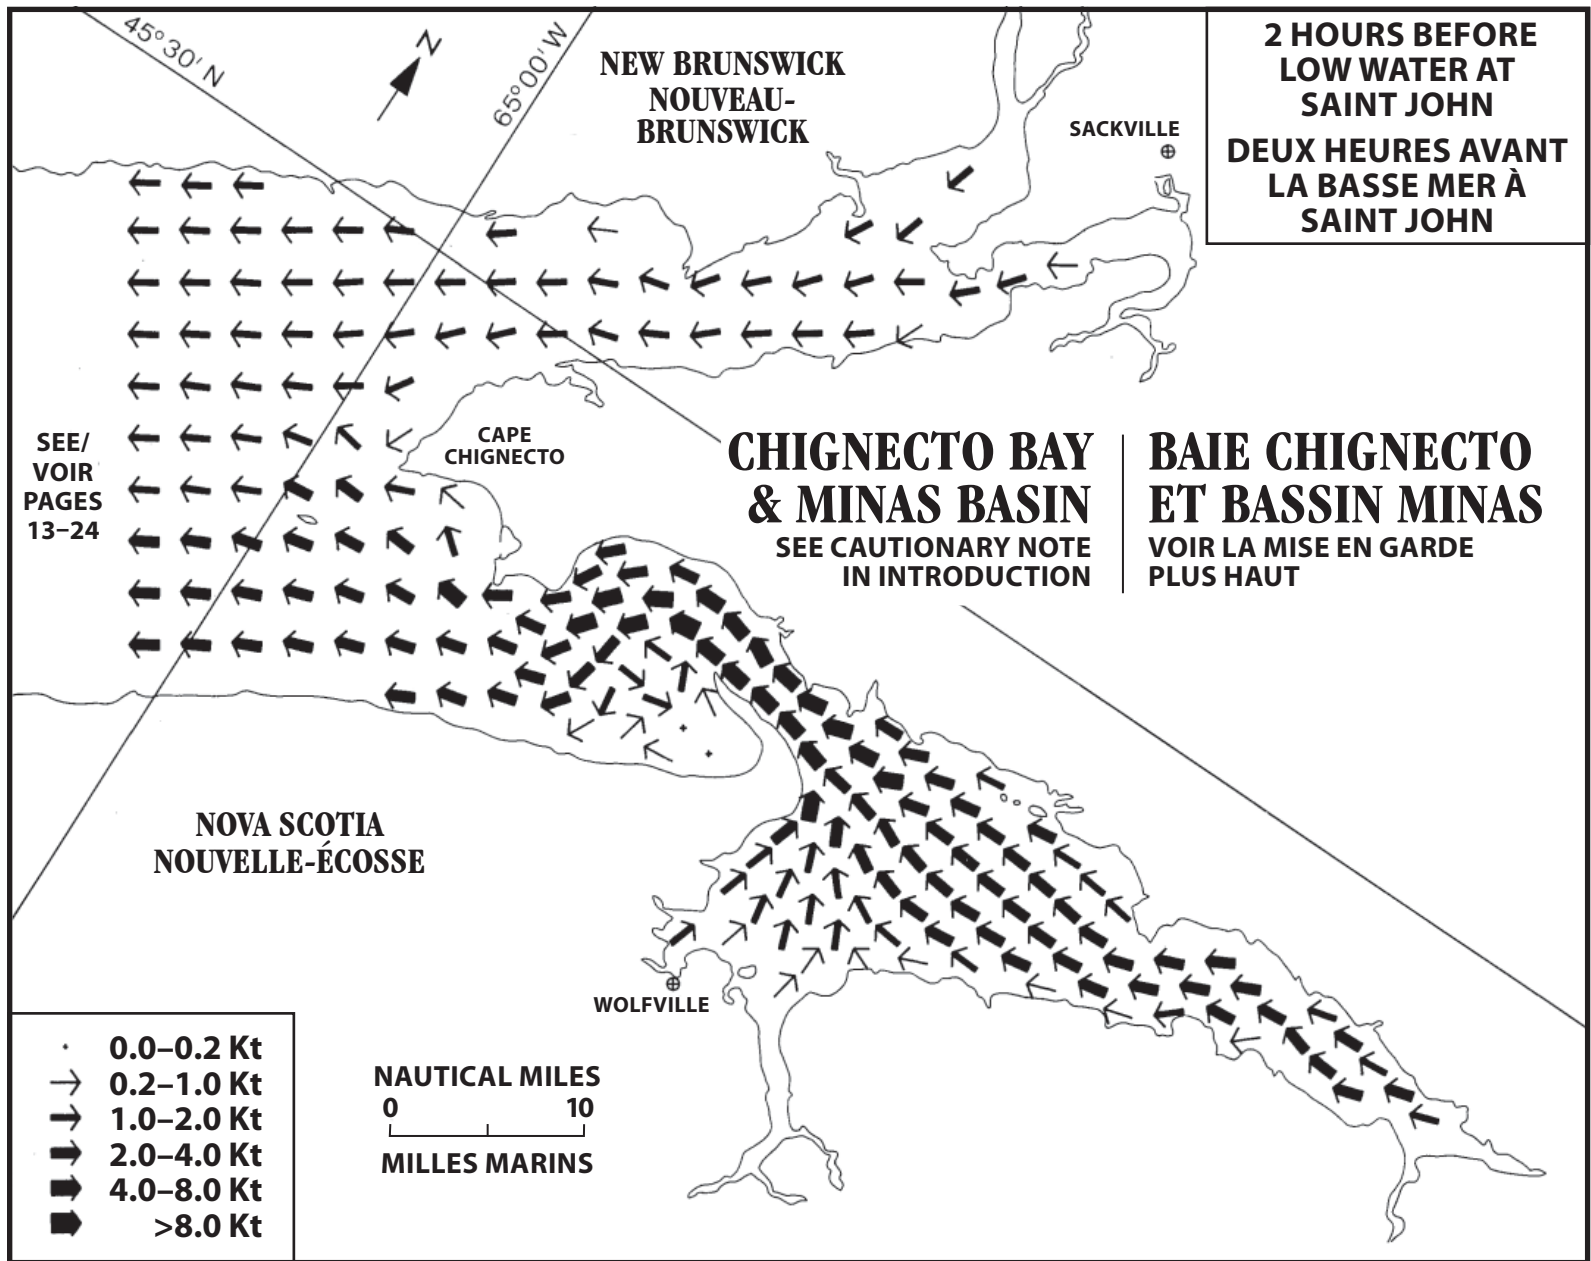 45°30' N
N
65°00' W
NEW BRUNSWICK
NOUVEAU-
BRUNSWICK
SACKVILLE
2 HOURS BEFORE
LOW WATER AT
SAINT JOHN
DEUX HEURES AVANT
LA BASSE MER À
SAINT JOHN
SEE/
VOIR
PAGES
13–24
CAPE
CHIGNECTO
CHIGNECTO BAY
& MINAS BASIN
SEE CAUTIONARY NOTE
IN INTRODUCTION
BAIE CHIGNECTO
ET BASSIN MINAS
VOIR LA MISE EN GARDE
PLUS HAUT
NOVA SCOTIA
NOUVELLE-ÉCOSSE
WOLFVILLE
0.0–0.2 Kt
0.2–1.0 Kt
1.0–2.0 Kt
2.0–4.0 Kt
4.0–8.0 Kt
>8.0 Kt
NAUTICAL MILES
0 10
MILLES MARINS